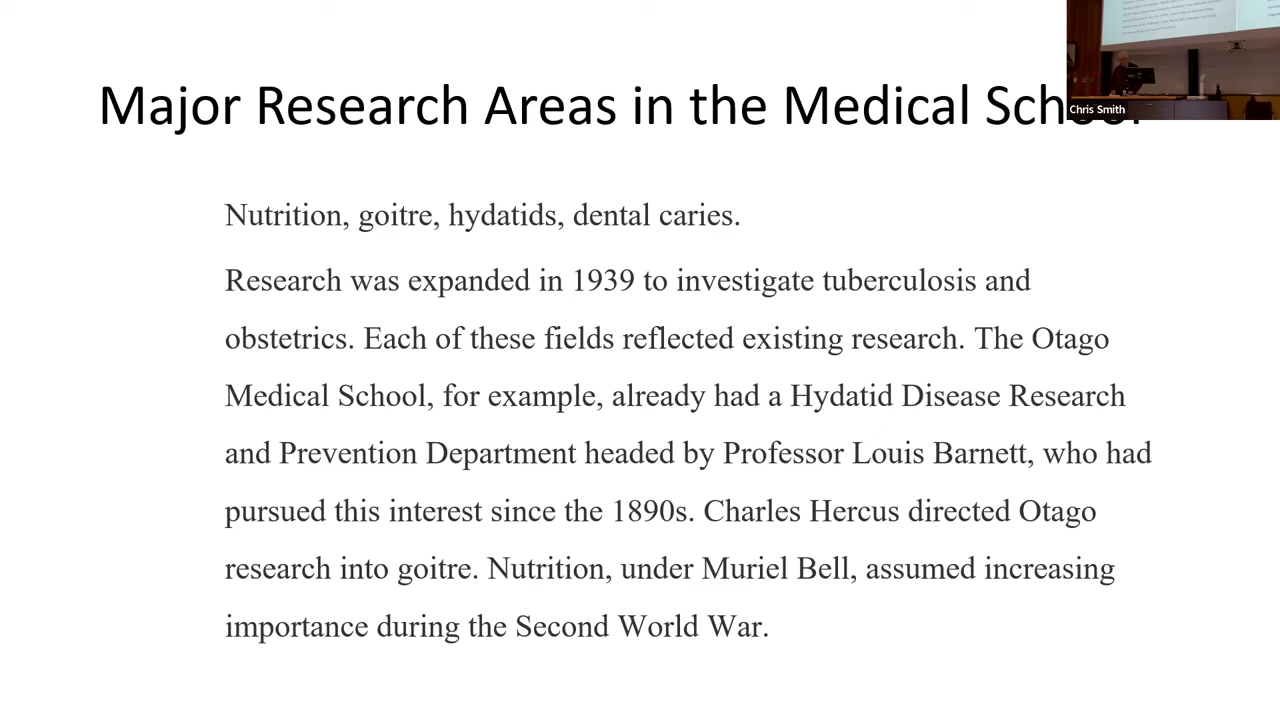 Major Research Areas in the Medical School
Chris Smith
Nutrition, goitre, hydatids, dental caries.
Research was expanded in 1939 to investigate tuberculosis and
obstetrics. Each of these fields reflected existing research. The Otago
Medical School, for example, already had a Hydatid Disease Research
and Prevention Department headed by Professor Louis Barnett, who had
pursued this interest since the 1890s. Charles Hercus directed Otago
research into goitre. Nutrition, under Muriel Bell, assumed increasing
importance during the Second World War.